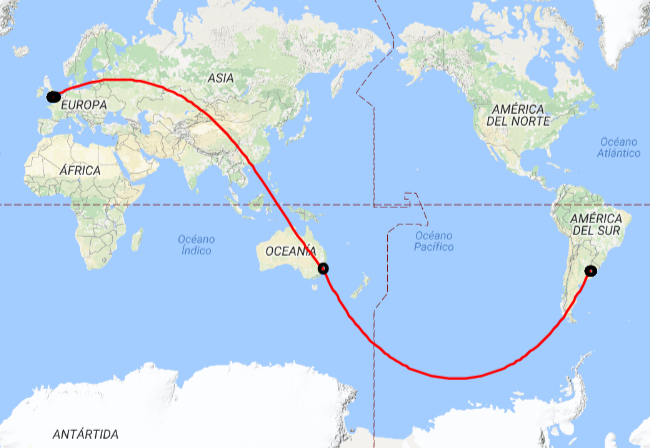 ASIA
EUROPA
AMÉRICA
DEL NORTE
Océano
Atlántico
ÁFRICA
AMÉRICA
DEL SUR
Océano
Índico
OCEANÍA
Océano
Pacífico
ANTÁRTIDA